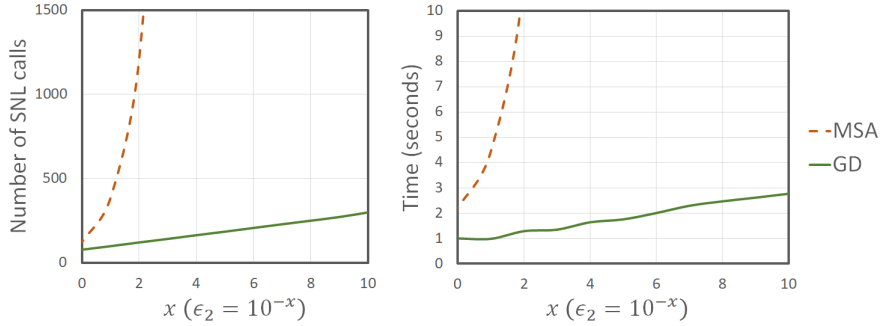 Number of SNL calls
1500
1000
500
0
0 2 4 6 8 10
x (ϵ₂ = 10⁻ˣ)
Time (seconds)
10
9
8
7
6
5
4
3
2
1
0
0 2 4 6 8 10
x (ϵ₂ = 10⁻ˣ)
MSA
GD